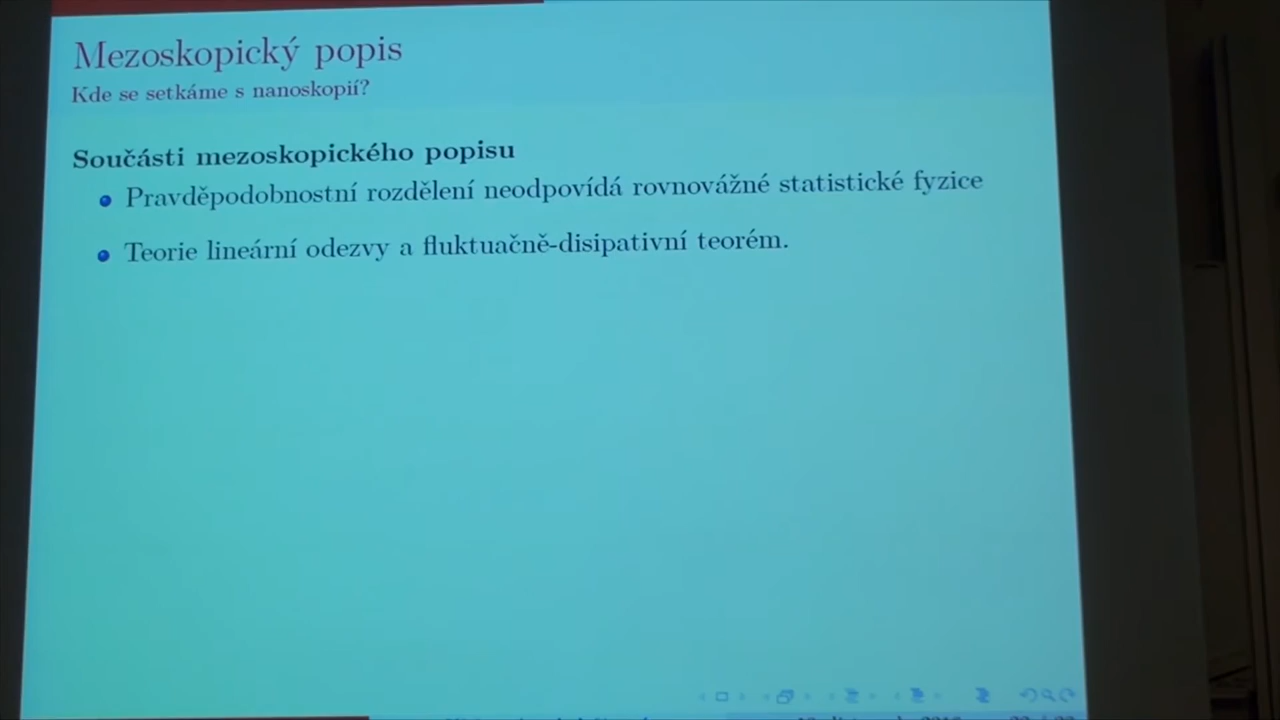 Mezoskopický popis
Kde se setkáme s nanoskopií?
Součásti mezoskopického popisu
Pravděpodobnostní rozdělení neodpovídá rovnovážné statistické fyzice
Teorie lineární odezvy a fluktuačně-disipativní teorém.